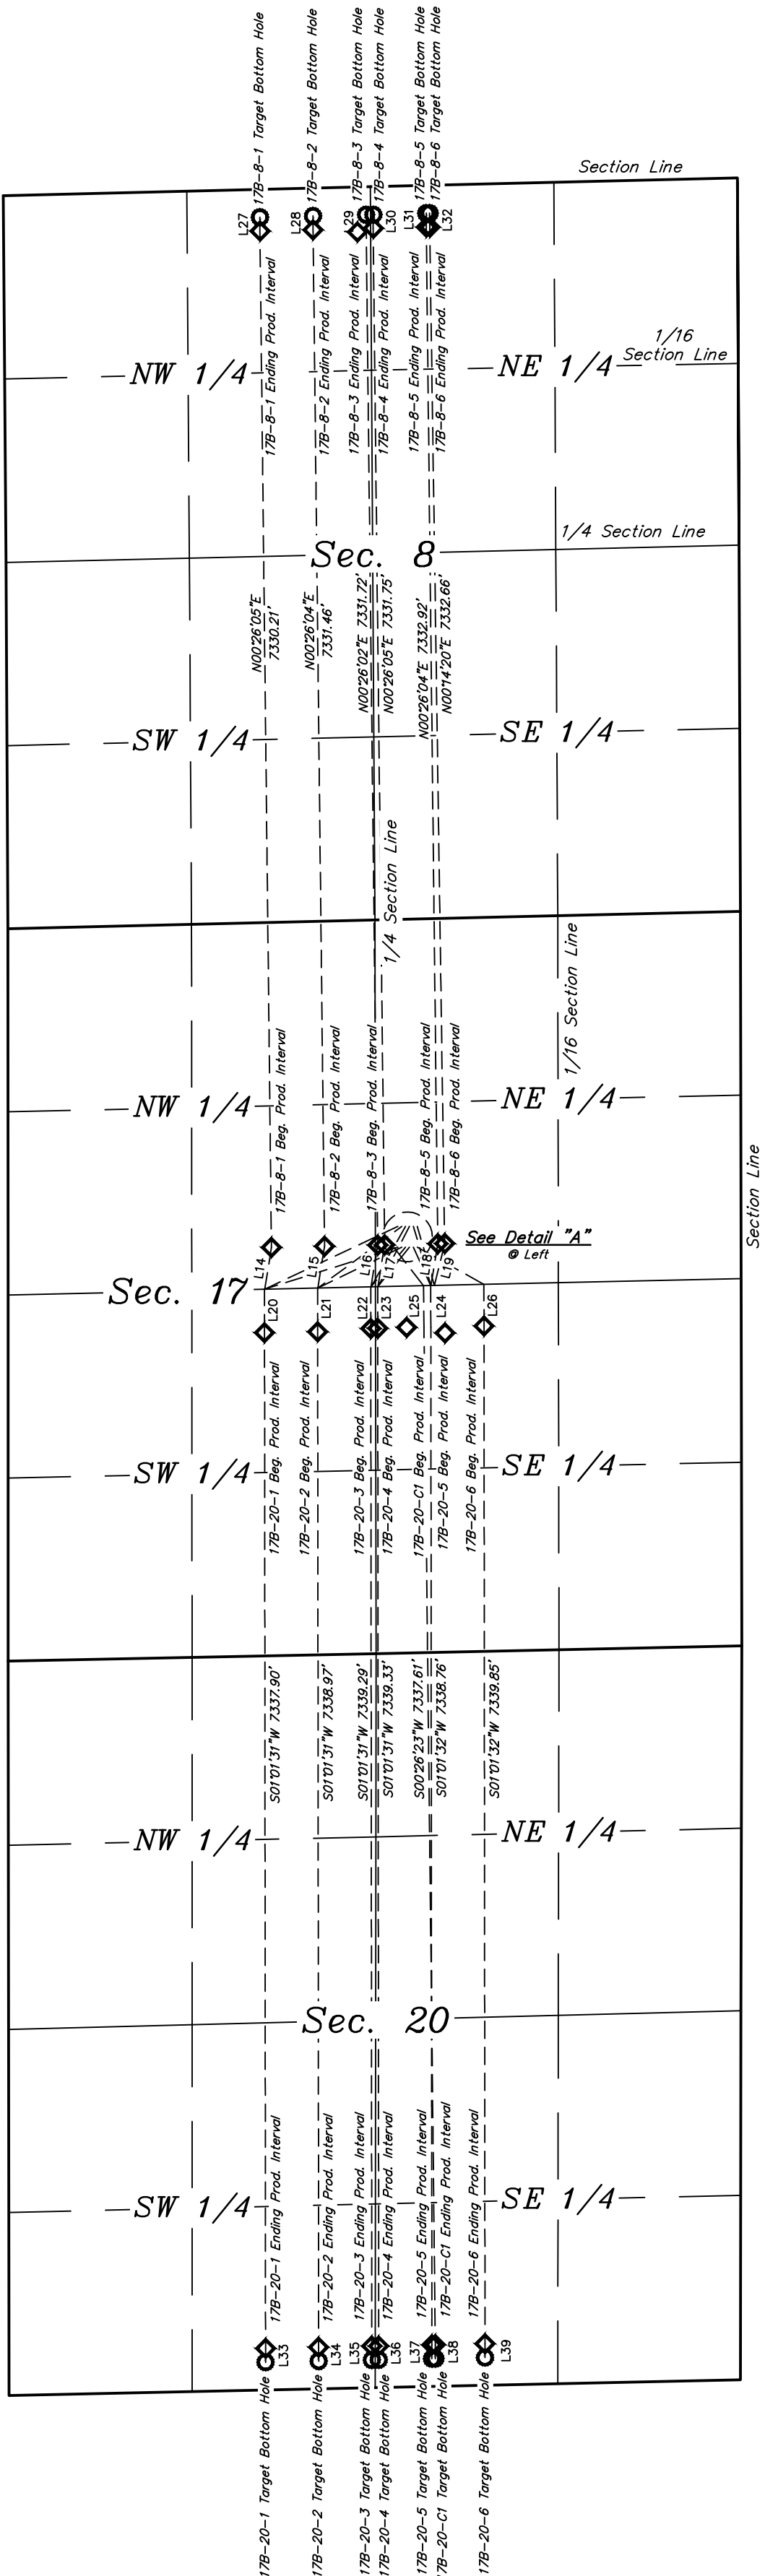 17B-8-1 Target Bottom Hole
17B-8-2 Target Bottom Hole
17B-8-3 Target Bottom Hole
17B-8-4 Target Bottom Hole
17B-8-5 Target Bottom Hole
17B-8-6 Target Bottom Hole
Section Line
L27
L28
L29
L30
L31
L32
17B-8-1 Ending Prod. Interval
17B-8-2 Ending Prod. Interval
17B-8-3 Ending Prod. Interval
17B-8-4 Ending Prod. Interval
17B-8-5 Ending Prod. Interval
17B-8-6 Ending Prod. Interval
1/16
Section Line
NW 1/4
NE 1/4
1/4 Section Line
Sec. 8
N00°26'05"E
7330.21'
N00°26'04"E
7331.46'
N00°26'02"E 7331.72'
N00°26'05"E 7331.75'
N00°26'04"E 7332.92'
N00°14'20"E 7332.66'
SW 1/4
SE 1/4
1/4 Section Line
1/16 Section Line
17B-8-1 Beg. Prod. Interval
17B-8-2 Beg. Prod. Interval
17B-8-3 Beg. Prod. Interval
17B-8-5 Beg. Prod. Interval
17B-8-6 Beg. Prod. Interval
NW 1/4
NE 1/4
Section Line
See Detail "A"
@ Left
L14
L15
L16
L17
L18
L19
Sec. 17
L20
L21
L22
L23
L25
L24
L26
17B-20-1 Beg. Prod. Interval
17B-20-2 Beg. Prod. Interval
17B-20-3 Beg. Prod. Interval
17B-20-4 Beg. Prod. Interval
17B-20-C1 Beg. Prod. Interval
17B-20-5 Beg. Prod. Interval
17B-20-6 Beg. Prod. Interval
SW 1/4
SE 1/4
S01°01'31"W 7337.90'
S01°01'31"W 7338.97'
S01°01'31"W 7339.29'
S01°01'31"W 7339.33'
S00°26'23"W 7337.61'
S01°01'32"W 7338.76'
S01°01'32"W 7339.85'
NW 1/4
NE 1/4
Sec. 20
17B-20-1 Ending Prod. Interval
17B-20-2 Ending Prod. Interval
17B-20-3 Ending Prod. Interval
17B-20-4 Ending Prod. Interval
17B-20-5 Ending Prod. Interval
17B-20-C1 Ending Prod. Interval
17B-20-6 Ending Prod. Interval
SW 1/4
SE 1/4
L33
L34
L35
L36
L37
L38
L39
17B-20-1 Target Bottom Hole
17B-20-2 Target Bottom Hole
17B-20-3 Target Bottom Hole
17B-20-4 Target Bottom Hole
17B-20-5 Target Bottom Hole
17B-20-C1 Target Bottom Hole
17B-20-6 Target Bottom Hole